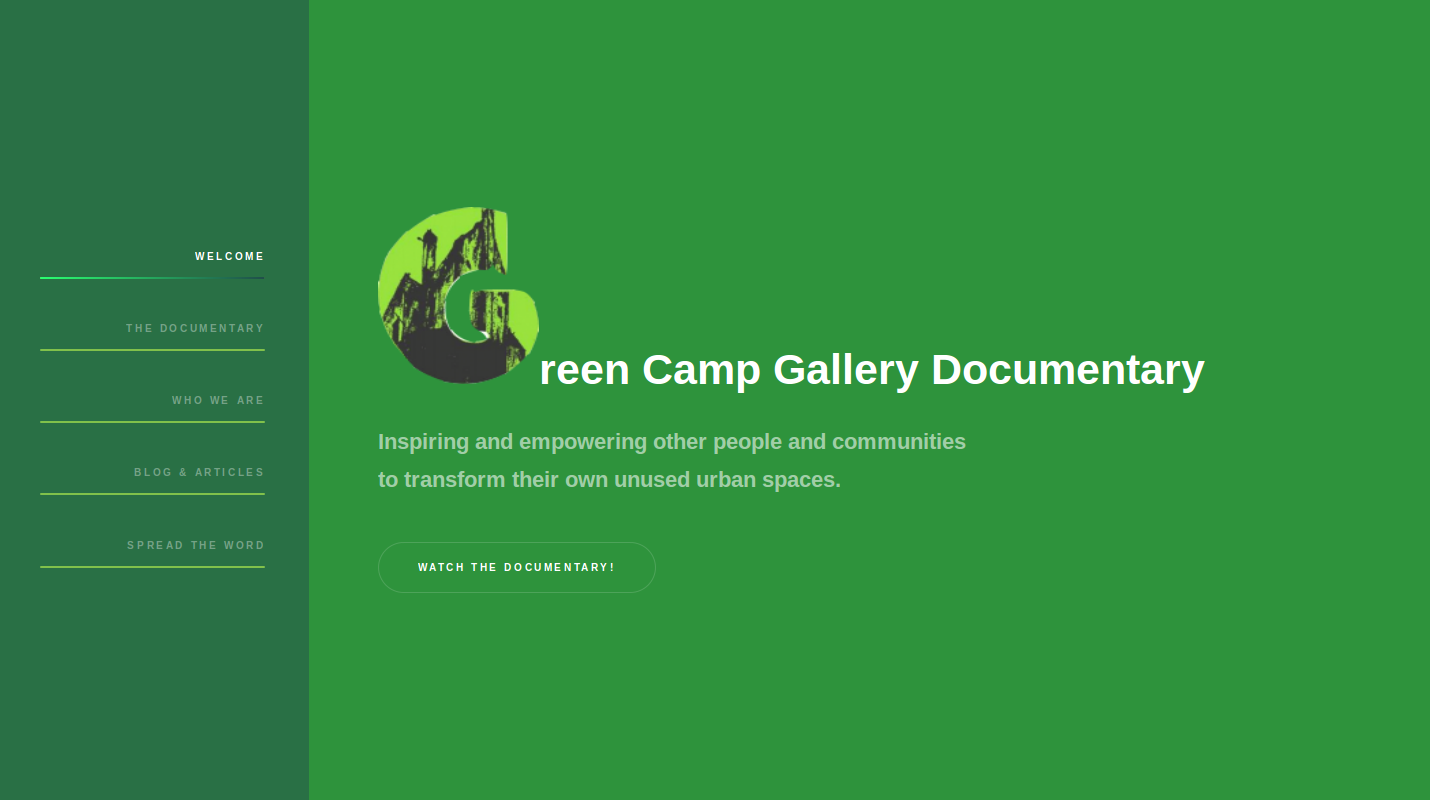 WELCOME
THE DOCUMENTARY
WHO WE ARE
BLOG & ARTICLES
SPREAD THE WORD
Green Camp Gallery Documentary
Inspiring and empowering other people and communities
to transform their own unused urban spaces.
WATCH THE DOCUMENTARY!